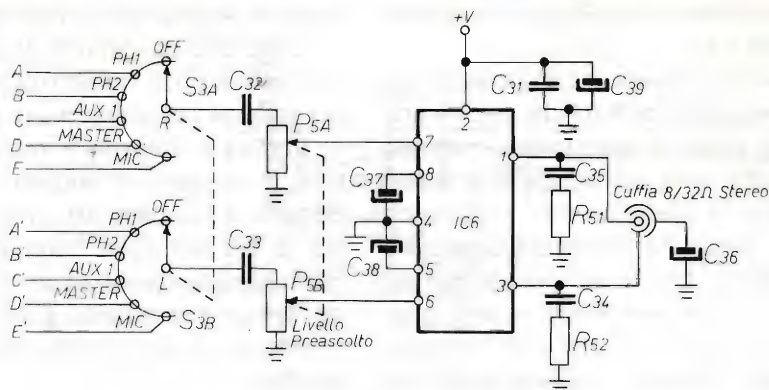 +V
OFF
A PH1
B PH2
C AUX 1
D MASTER
E MIC
S3A
R
C32
P5A
C31
C39
2
7
8
4
5
6
1
3
IC6
C37
C38
C35
R51
Cuffia 8/32Ω Stereo
C36
C34
R52
OFF
A' PH1
B' PH2
C' AUX 1
D' MASTER
E' MIC
S3B
L
C33
P5B
Livello
Preascolto